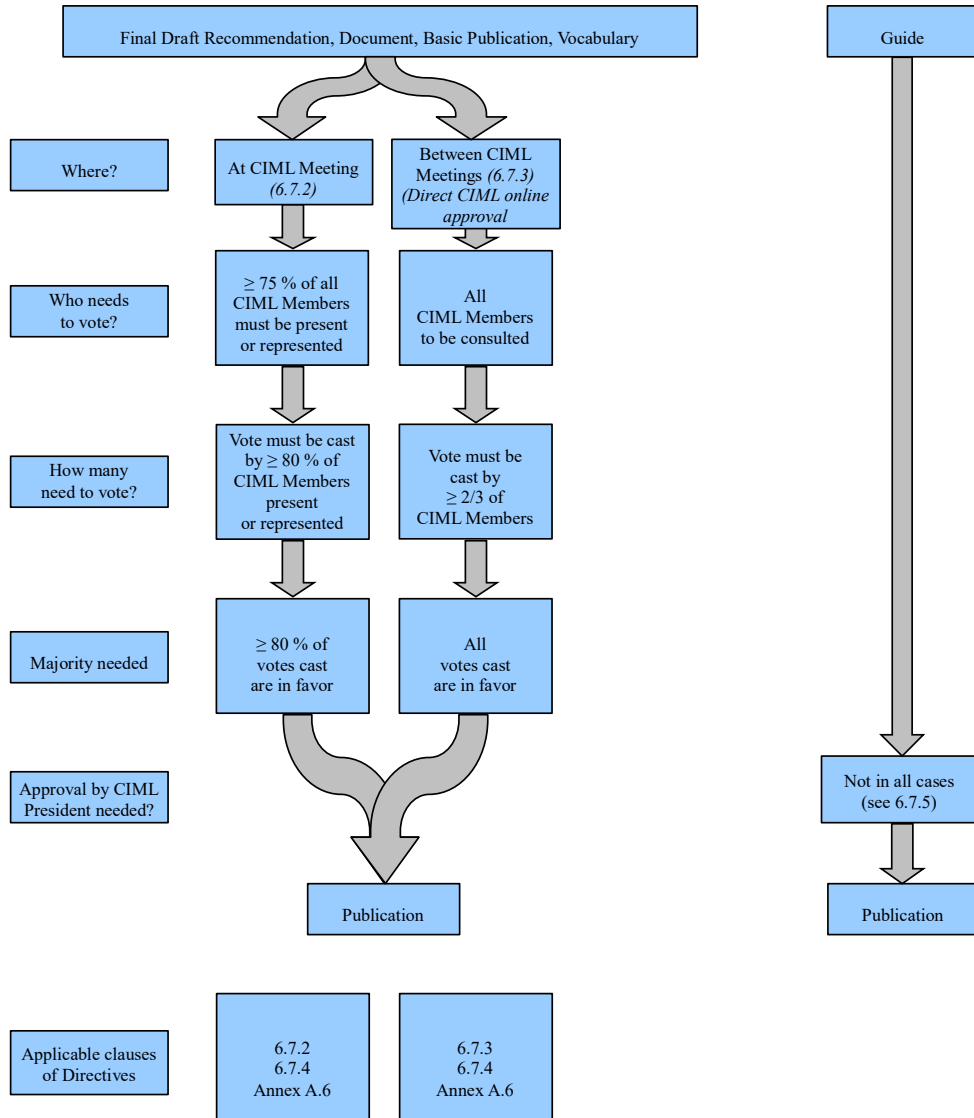 Final Draft Recommendation, Document, Basic Publication, Vocabulary
Guide
Where?
At CIML Meeting
(6.7.2)
Between CIML
Meetings (6.7.3)
(Direct CIML online
approval
Who needs
to vote?
≥ 75 % of all
CIML Members
must be present
or represented
All
CIML Members
to be consulted
How many
need to vote?
Vote must be cast
by ≥ 80 % of
CIML Members
present
or represented
Vote must be
cast by
≥ 2/3 of
CIML Members
Majority needed
≥ 80 % of
votes cast
are in favor
All
votes cast
are in favor
Approval by CIML
President needed?
Not in all cases
(see 6.7.5)
Publication
Publication
Applicable clauses
of Directives
6.7.2
6.7.4
Annex A.6
6.7.3
6.7.4
Annex A.6